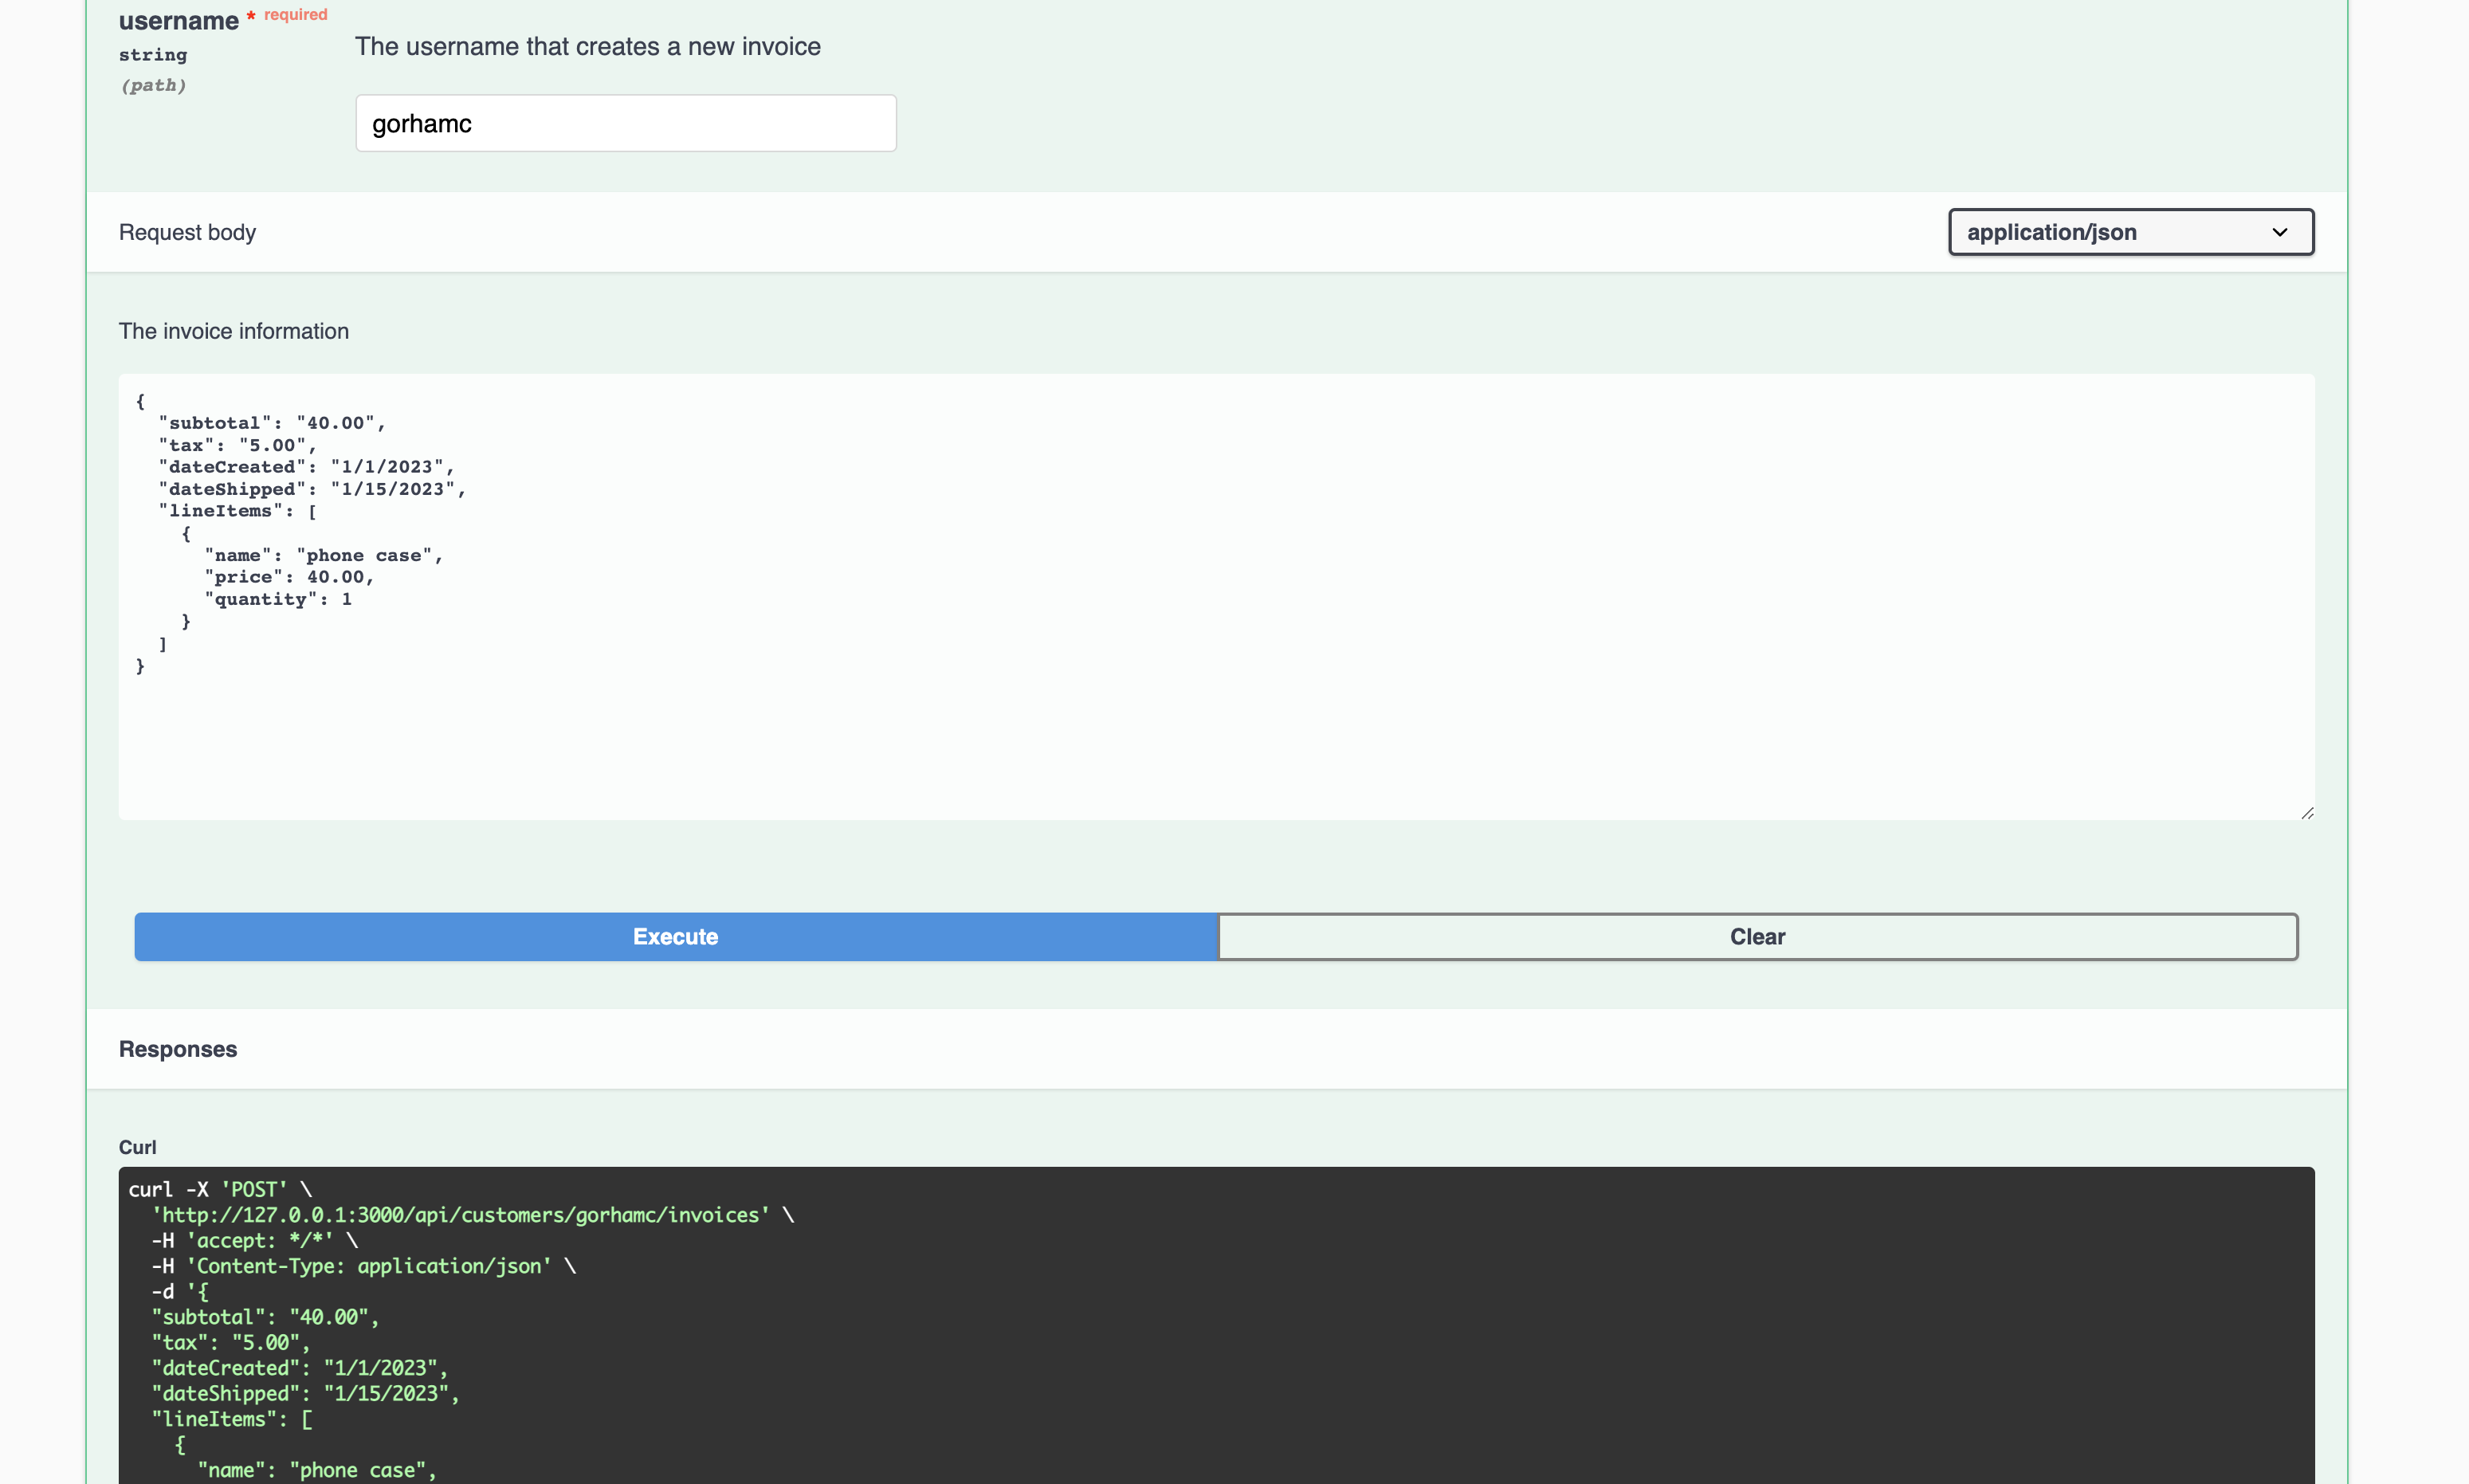 username * required
string
(path)
The username that creates a new invoice
gorhamc
Request body
application/json
The invoice information
{
  "subtotal": "40.00",
  "tax": "5.00",
  "dateCreated": "1/1/2023",
  "dateShipped": "1/15/2023",
  "lineItems": [
    {
      "name": "phone case",
      "price": 40.00,
      "quantity": 1
    }
  ]
}
Execute
Clear
Responses
Curl
curl -X 'POST' \
  'http://127.0.0.1:3000/api/customers/gorhamc/invoices' \
  -H 'accept: */*' \
  -H 'Content-Type: application/json' \
  -d '{
  "subtotal": "40.00",
  "tax": "5.00",
  "dateCreated": "1/1/2023",
  "dateShipped": "1/15/2023",
  "lineItems": [
    {
      "name": "phone case",